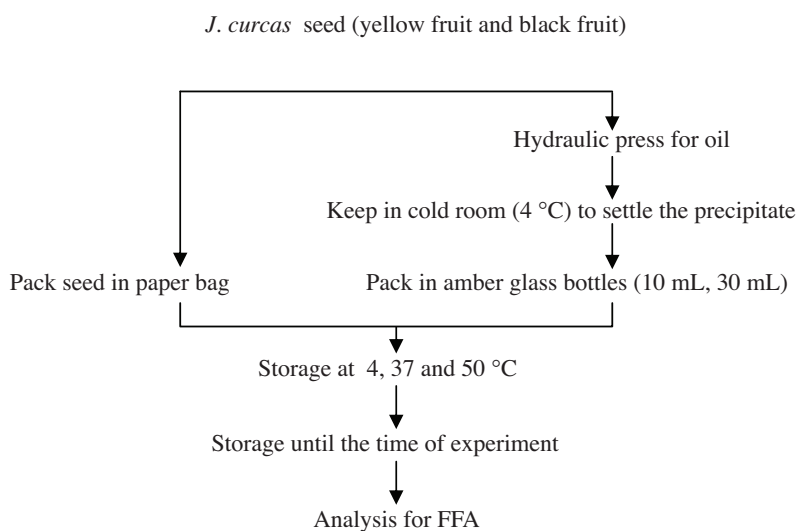 J. curcas seed (yellow fruit and black fruit)
Hydraulic press for oil
Keep in cold room (4 °C) to settle the precipitate
Pack seed in paper bag
Pack in amber glass bottles (10 mL, 30 mL)
Storage at 4, 37 and 50 °C
Storage until the time of experiment
Analysis for FFA